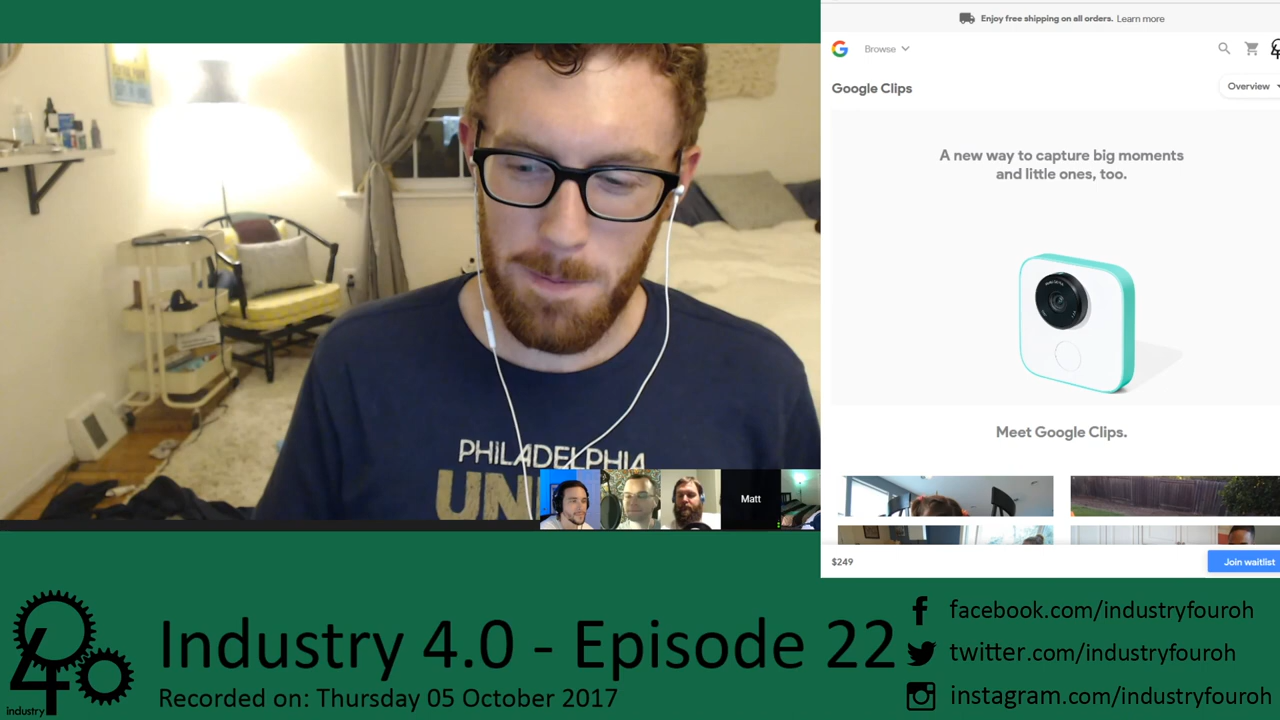 Enjoy free shipping on all orders. Learn more
Browse
Google Clips
Overview
A new way to capture big moments
and little ones, too.
Meet Google Clips.
$249
Join waitlist
PHILADELPHIA
UN
Matt
industry
4.0
Industry 4.0 - Episode 22
Recorded on: Thursday 05 October 2017
facebook.com/industryfouroh
twitter.com/industryfouroh
instagram.com/industryfouroh